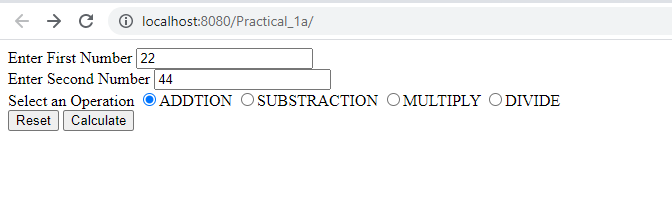 localhost:8080/Practical_1a/
Enter First Number 22
Enter Second Number 44
Select an Operation ADDTION SUBSTRACTION MULTIPLY DIVIDE
Reset Calculate